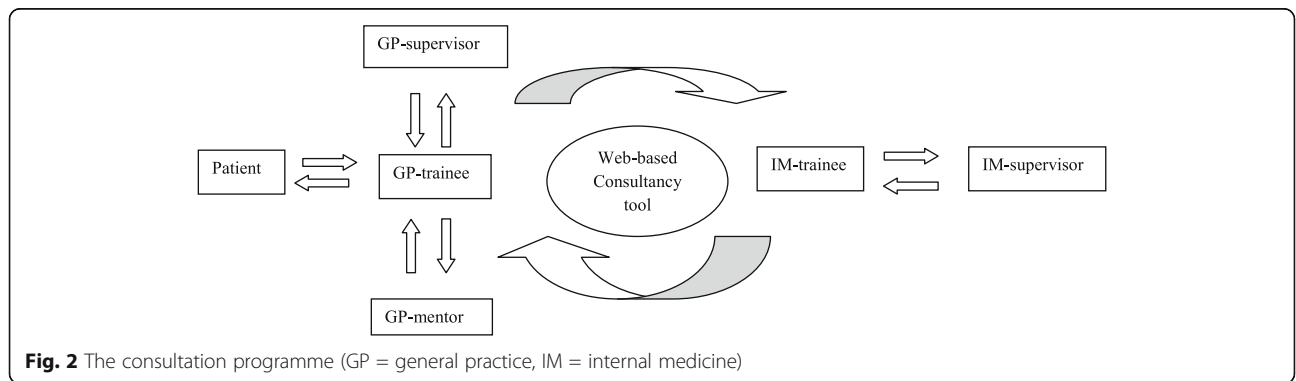 GP-supervisor
Patient
GP-trainee
Web-based
Consultancy
tool
IM-trainee
IM-supervisor
GP-mentor
Fig. 2 The consultation programme (GP = general practice, IM = internal medicine)